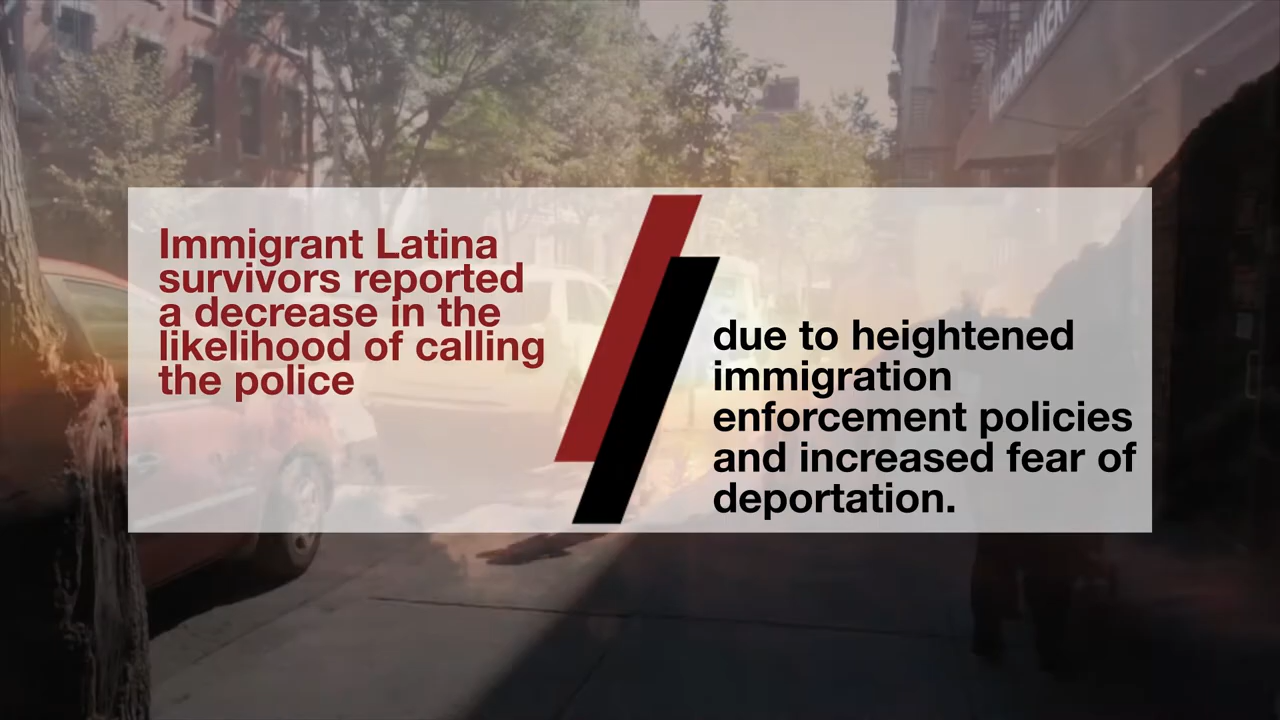 Immigrant Latina
survivors reported
a decrease in the
likelihood of calling
the police
due to heightened
immigration
enforcement policies
and increased fear of
deportation.